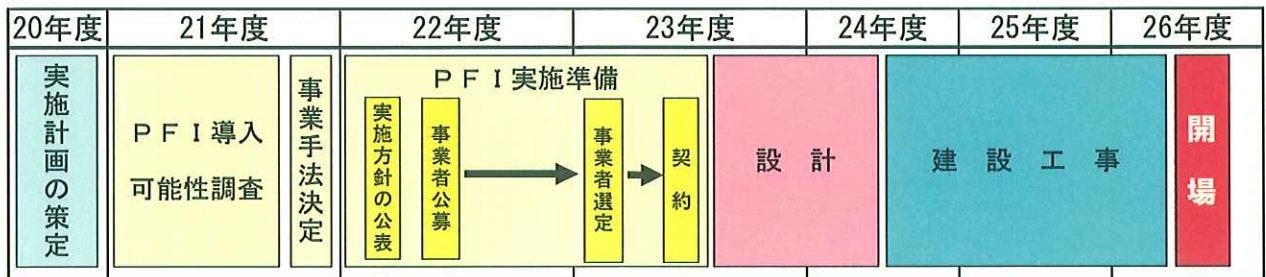 20年度 21年度 22年度 23年度 24年度 25年度 26年度
実施計画の策定
ＰＦＩ導入
可能性調査
事業手法決定
ＰＦＩ実施準備
実施方針の公表
事業者公募
事業者選定
契約
設計
建設工事
開場